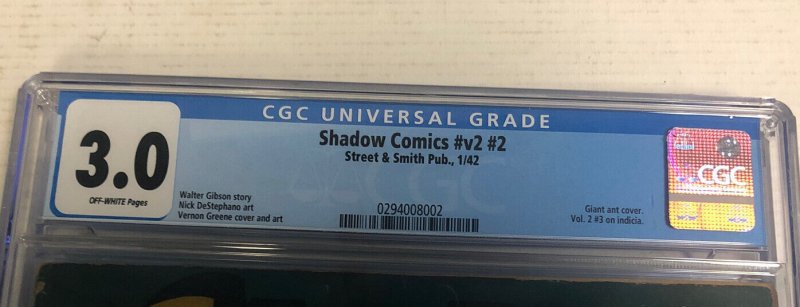 CGC UNIVERSAL GRADE
3.0
OFF-WHITE Pages
Shadow Comics #v2 #2
Street & Smith Pub., 1/42
Walter Gibson story
Nick DeStephano art
Vernon Greene cover and art
0294008002
Giant ant cover.
Vol. 2 #3 on indicia.
CGC